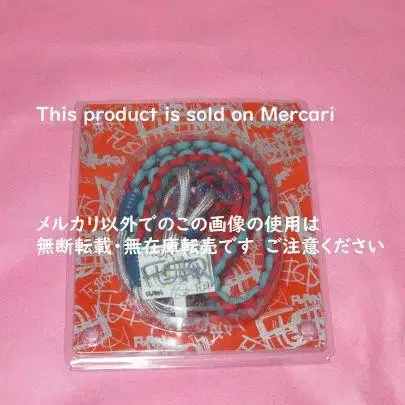 This product is sold on Mercari
メルカリ以外でのこの画像の使用は
無断転載・無在庫転売です ご注意ください